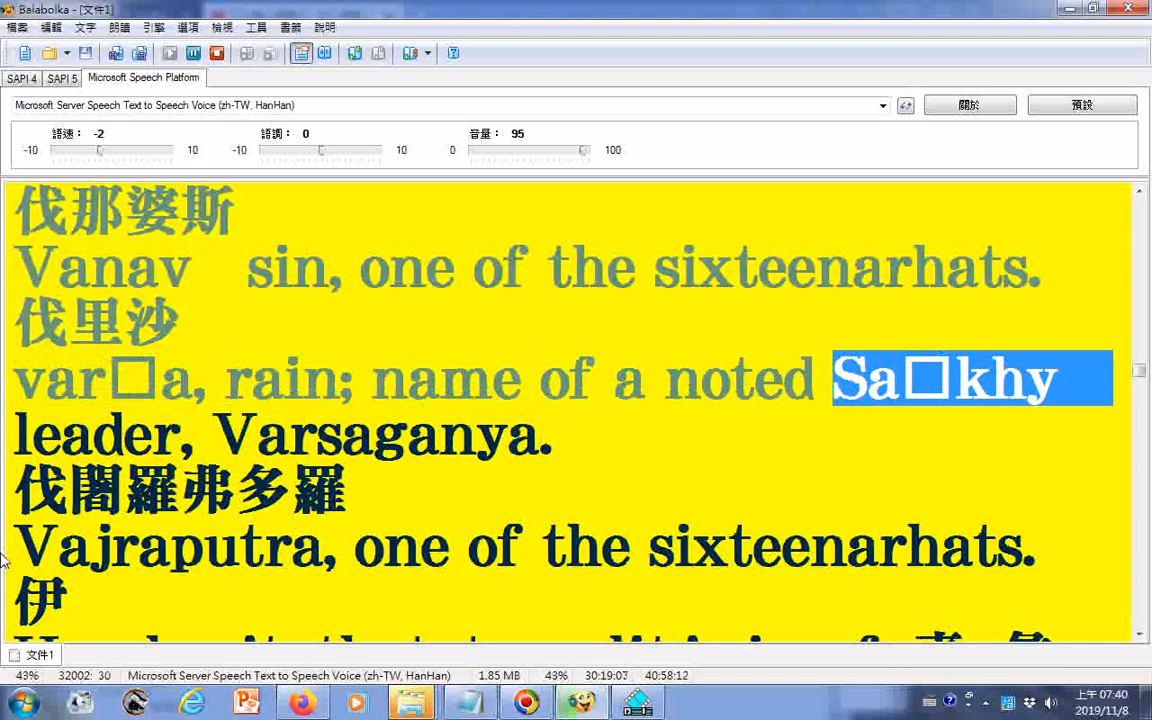 Balabolka - [文件1]
檔案 編輯 文字 朗讀 引擎 選項 檢視 工具 書籤 說明
SAPI 4 SAPI 5 Microsoft Speech Platform
Microsoft Server Speech Text to Speech Voice (zh-TW, HanHan) 關於 預設
語速： -2 語調： 0 音量： 95
-10 10 -10 10 0 100
伐那婆斯
Vanav sin, one of the sixteenarhats.
伐里沙
var□a, rain; name of a noted Sa□khy
leader, Varsaganya.
伐闍羅弗多羅
Vajraputra, one of the sixteenarhats.
伊
文件1
43% 32002: 30 Microsoft Server Speech Text to Speech Voice (zh-TW, HanHan) 1.85 MB 43% 30:19:07 40:58:12
上午 07:40
2019/11/8